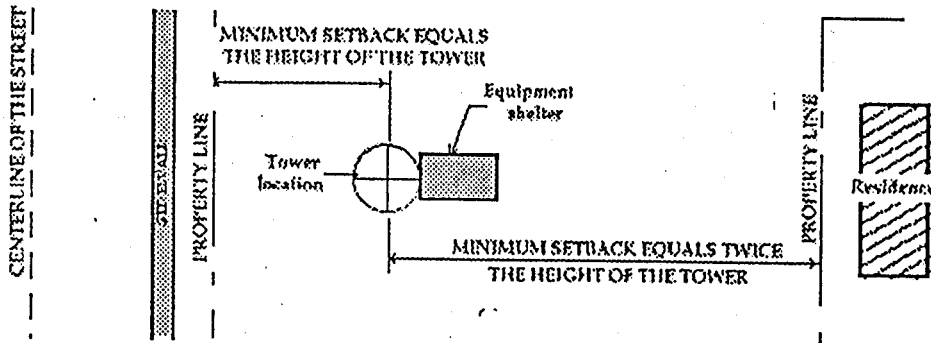 CENTERLINE OF THE STREET
SIDEWALK
PROPERTY LINE
MINIMUM SETBACK EQUALS
THE HEIGHT OF THE TOWER
Equipment
shelter
Tower
location
MINIMUM SETBACK EQUALS TWICE
THE HEIGHT OF THE TOWER
PROPERTY LINE
Residence